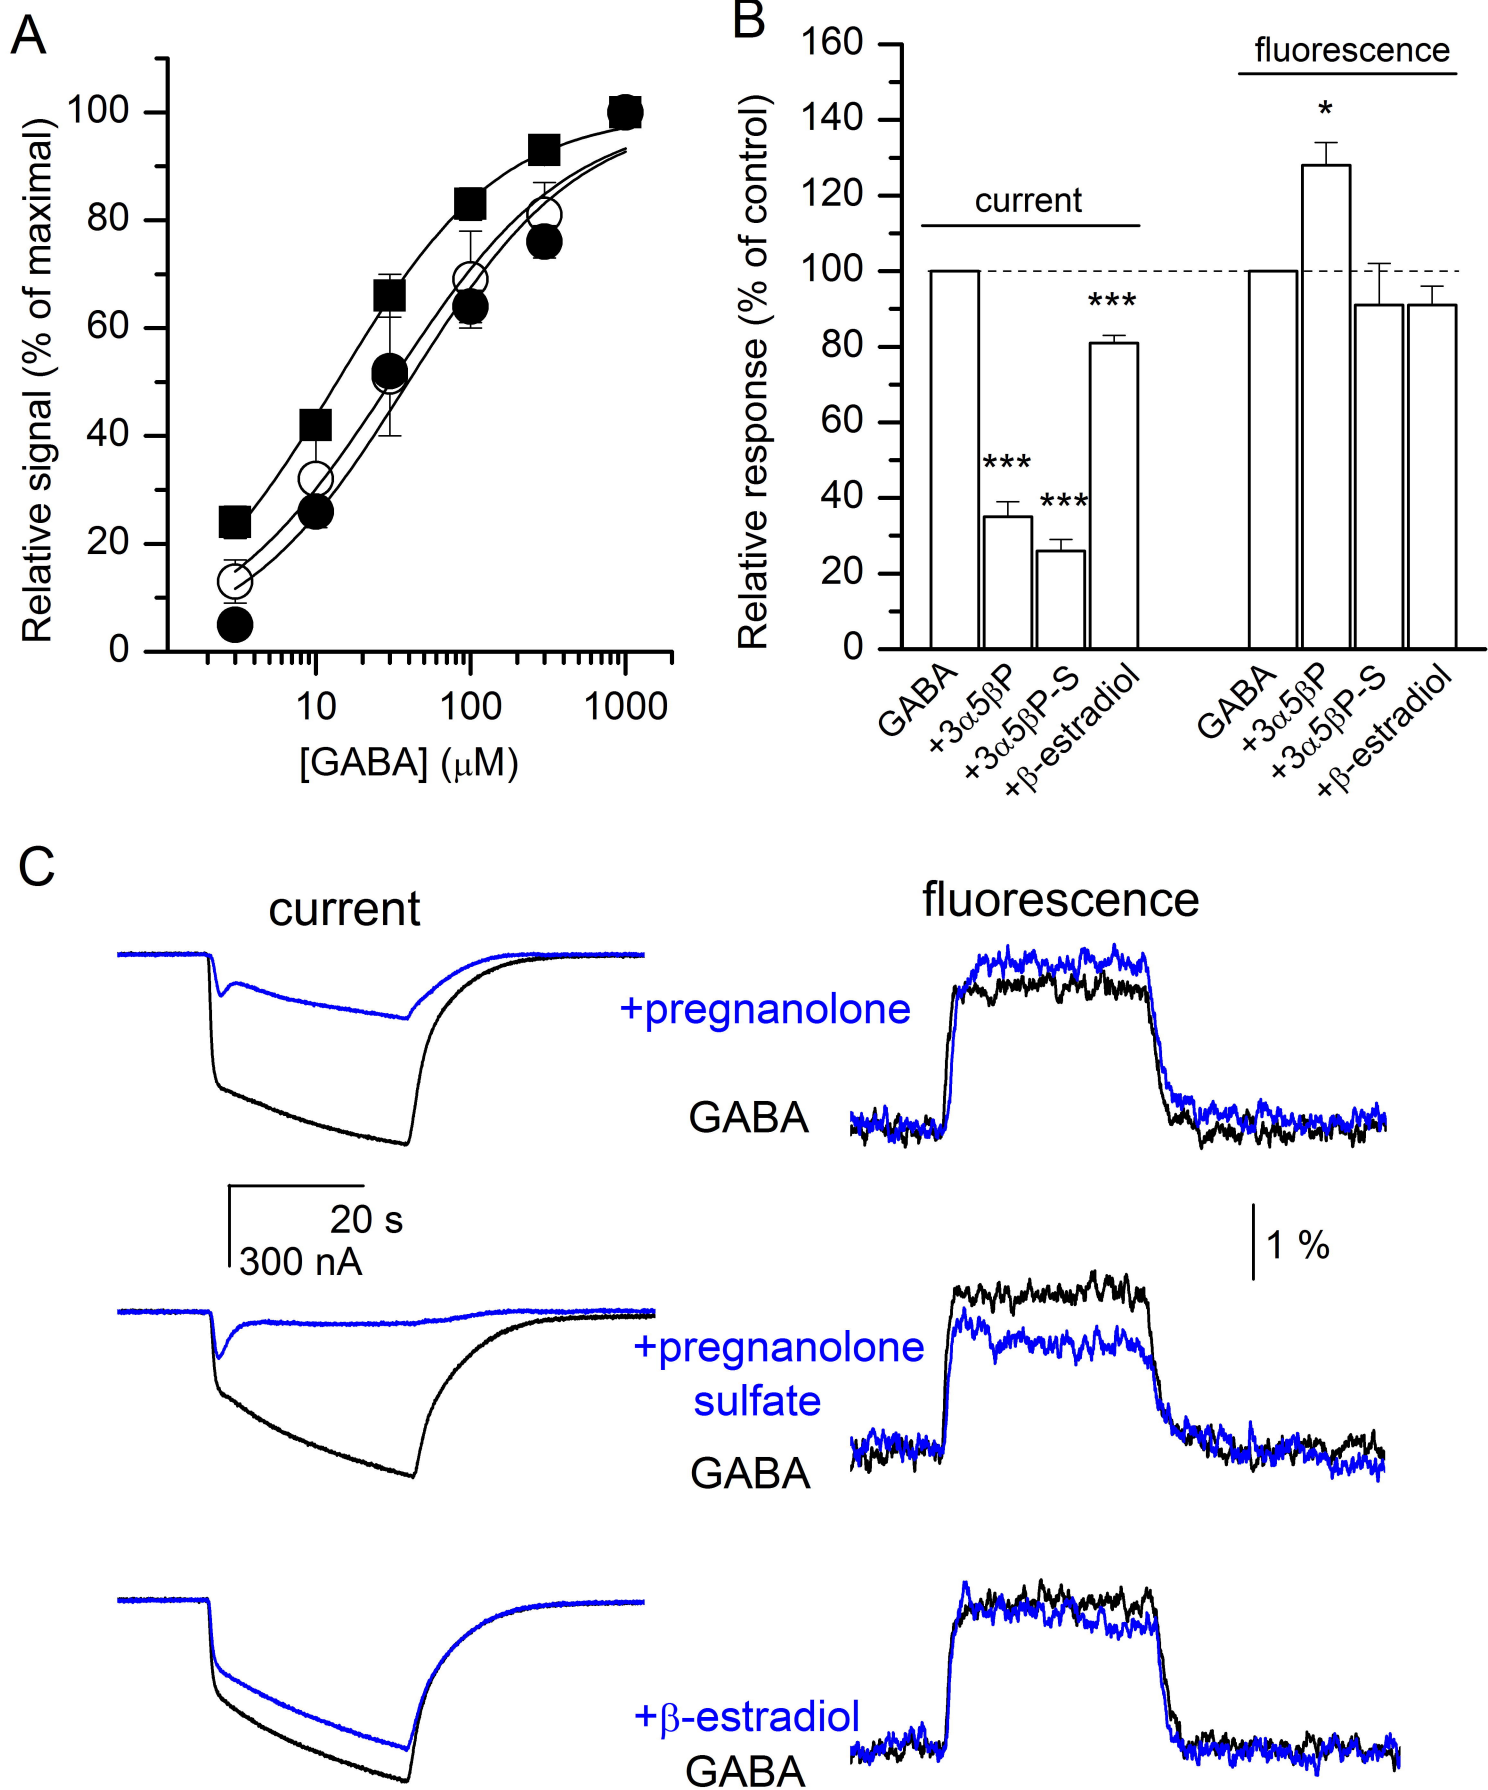 A
Relative signal (% of maximal)
100
80
60
40
20
0
10
100
1000
[GABA] (μM)
B
Relative response (% of control)
160
140
120
100
80
60
40
20
0
current
fluorescence
***
***
***
*
GABA
+3α5βP
+3α5βP-S
+β-estradiol
GABA
+3α5βP
+3α5βP-S
+β-estradiol
C
current
fluorescence
+pregnanolone
GABA
20 s
300 nA
1 %
+pregnanolone
sulfate
GABA
+β-estradiol
GABA